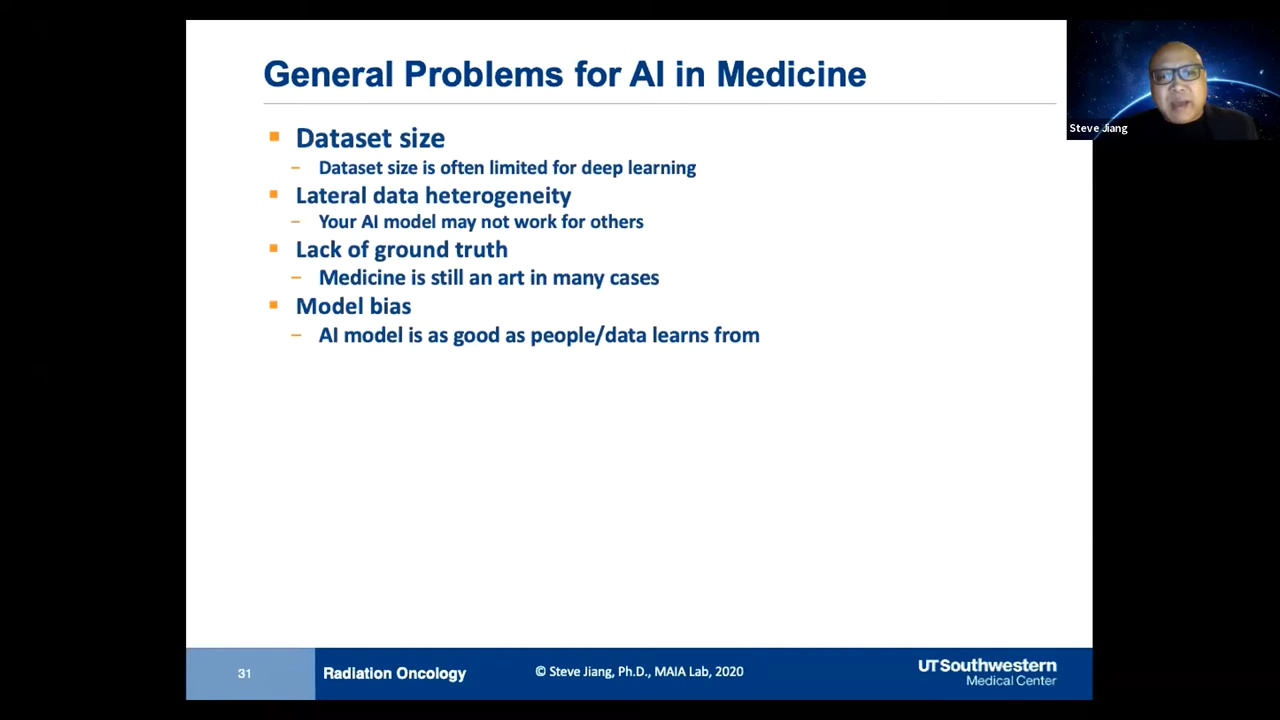 General Problems for AI in Medicine
Steve Jiang
▪ Dataset size
– Dataset size is often limited for deep learning
▪ Lateral data heterogeneity
– Your AI model may not work for others
▪ Lack of ground truth
– Medicine is still an art in many cases
▪ Model bias
– AI model is as good as people/data learns from
31
Radiation Oncology
© Steve Jiang, Ph.D., MAIA Lab, 2020
UTSouthwestern
Medical Center